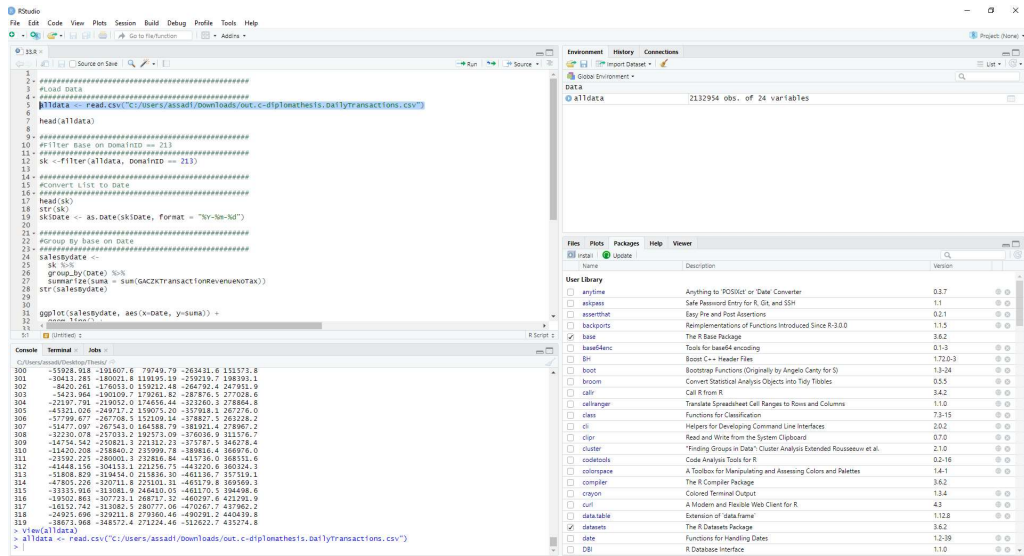 RStudio
File Edit Code View Plots Session Build Debug Profile Tools Help
Go to file/function
Addins
Project: (None)
33.R
Source on Save
Run
Source
1
2 ################################################
3 #Load Data
4 ################################################
5 alldata <- read.csv("C:/Users/assadi/Downloads/out.c-diplomathesis.DailyTransactions.csv")
6
7 head(alldata)
8
9 ################################################
10 #Filter Base on DomainID == 213
11 ################################################
12 sk <-filter(alldata, DomainID == 213)
13
14 ################################################
15 #Convert List to Date
16 ################################################
17 head(sk)
18 str(sk)
19 sk$Date <- as.Date(sk$Date, format = "%Y-%m-%d")
20
21 ################################################
22 #Group By base on Date
23 ################################################
24 salesBydate <-
25 sk %>%
26 group_by(Date) %>%
27 summarize(suma = sum(GACZKTransactionRevenueNoTax))
28 str(salesBydate)
29
30
31 ggplot(salesBydate, aes(x=Date, y=suma)) +
32 geom_line() +
33
5:1 (Untitled) R Script
Console Terminal Jobs
C:/Users/assadi/Desktop/Thesis/
300 -55928.918 -191607.6 79749.79 -263431.6 151573.8
301 -30413.285 -180021.8 119195.19 -259219.7 198393.1
302 -8420.261 -176053.0 159212.48 -264792.4 247951.9
303 -5423.964 -190109.7 179261.82 -287876.5 277028.6
304 -22197.791 -219052.0 174656.44 -323260.3 278864.8
305 -45321.026 -249717.2 159075.20 -357918.1 267276.0
306 -57799.677 -267708.5 152109.14 -378827.5 263228.2
307 -51477.097 -267543.0 164588.79 -381921.4 278967.2
308 -32230.078 -257033.2 192573.09 -376036.9 311576.7
309 -14754.542 -250821.3 221312.23 -375787.5 346278.4
310 -11420.208 -258840.2 235999.78 -389816.4 366976.0
311 -23592.225 -280001.3 232816.84 -415736.0 368551.6
312 -41448.156 -304153.1 221256.75 -443220.6 360324.3
313 -51808.829 -319454.0 215836.30 -461136.7 357519.1
314 -47805.226 -320711.8 225101.31 -465179.8 369569.3
315 -33335.916 -313081.9 246410.05 -461170.5 394498.6
316 -19502.863 -307723.1 268717.32 -460297.6 421291.9
317 -16152.742 -313082.5 280777.06 -470267.7 437962.2
318 -24925.696 -329211.8 279360.46 -490291.2 440439.8
319 -38673.968 -348572.4 271224.46 -512622.7 435274.8
> View(alldata)
> alldata <- read.csv("C:/Users/assadi/Downloads/out.c-diplomathesis.DailyTransactions.csv")
>
Environment History Connections
Import Dataset
List
Global Environment
Data
alldata 2132954 obs. of 24 variables
Files Plots Packages Help Viewer
Install Update
Name Description Version
User Library
anytime Anything to 'POSIXct' or 'Date' Converter 0.3.7
askpass Safe Password Entry for R, Git, and SSH 1.1
assertthat Easy Pre and Post Assertions 0.2.1
backports Reimplementations of Functions Introduced Since R-3.0.0 1.1.5
base The R Base Package 3.6.2
base64enc Tools for base64 encoding 0.1-3
BH Boost C++ Header Files 1.72.0-3
boot Bootstrap Functions (Originally by Angelo Canty for S) 1.3-24
broom Convert Statistical Analysis Objects into Tidy Tibbles 0.5.5
callr Call R from R 3.4.2
cellranger Translate Spreadsheet Cell Ranges to Rows and Columns 1.1.0
class Functions for Classification 7.3-15
cli Helpers for Developing Command Line Interfaces 2.0.2
clipr Read and Write from the System Clipboard 0.7.0
cluster "Finding Groups in Data": Cluster Analysis Extended Rousseeuw et al. 2.1.0
codetools Code Analysis Tools for R 0.2-16
colorspace A Toolbox for Manipulating and Assessing Colors and Palettes 1.4-1
compiler The R Compiler Package 3.6.2
crayon Colored Terminal Output 1.3.4
curl A Modern and Flexible Web Client for R 4.3
data.table Extension of `data.frame` 1.12.8
datasets The R Datasets Package 3.6.2
date Functions for Handling Dates 1.2-39
DBI R Database Interface 1.1.0